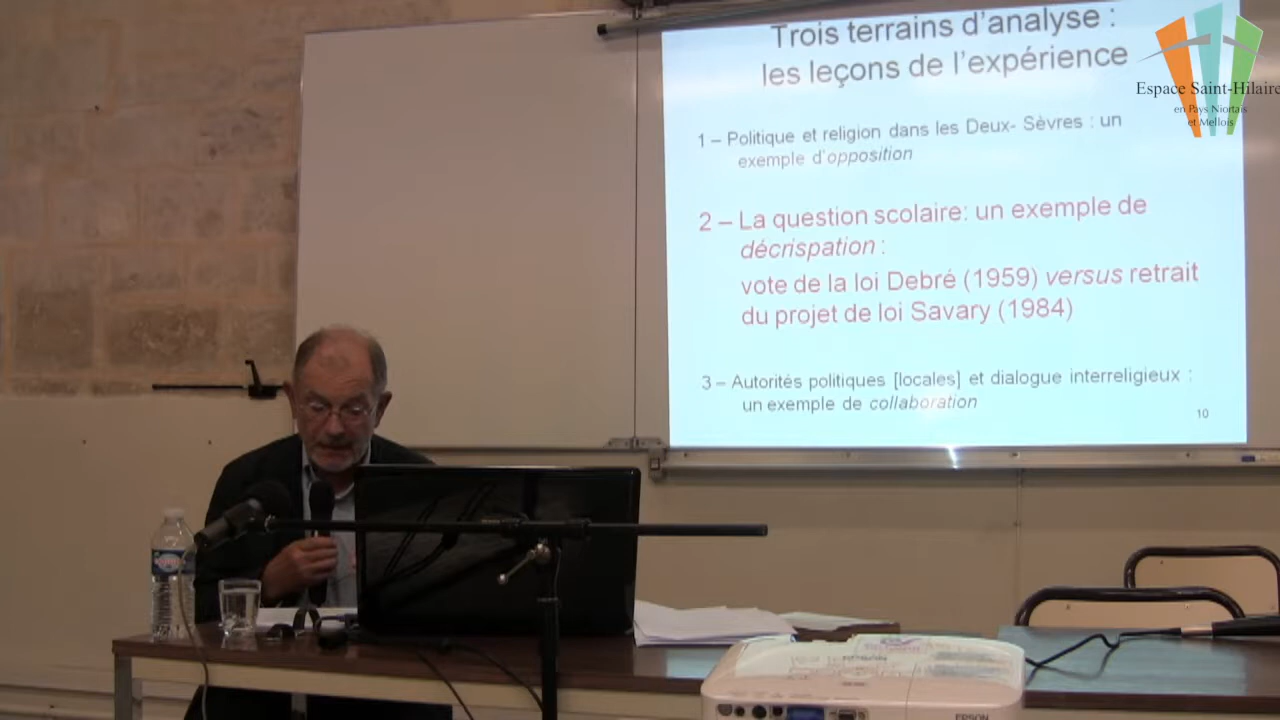 Trois terrains d'analyse :
les leçons de l'expérience
Espace Saint-Hilaire
en Pays Niortais
et Mellois
1 – Politique et religion dans les Deux- Sèvres : un
exemple d'opposition
2 – La question scolaire: un exemple de
décrispation :
vote de la loi Debré (1959) versus retrait
du projet de loi Savary (1984)
3 – Autorités politiques [locales] et dialogue interreligieux :
un exemple de collaboration
10
EPSON